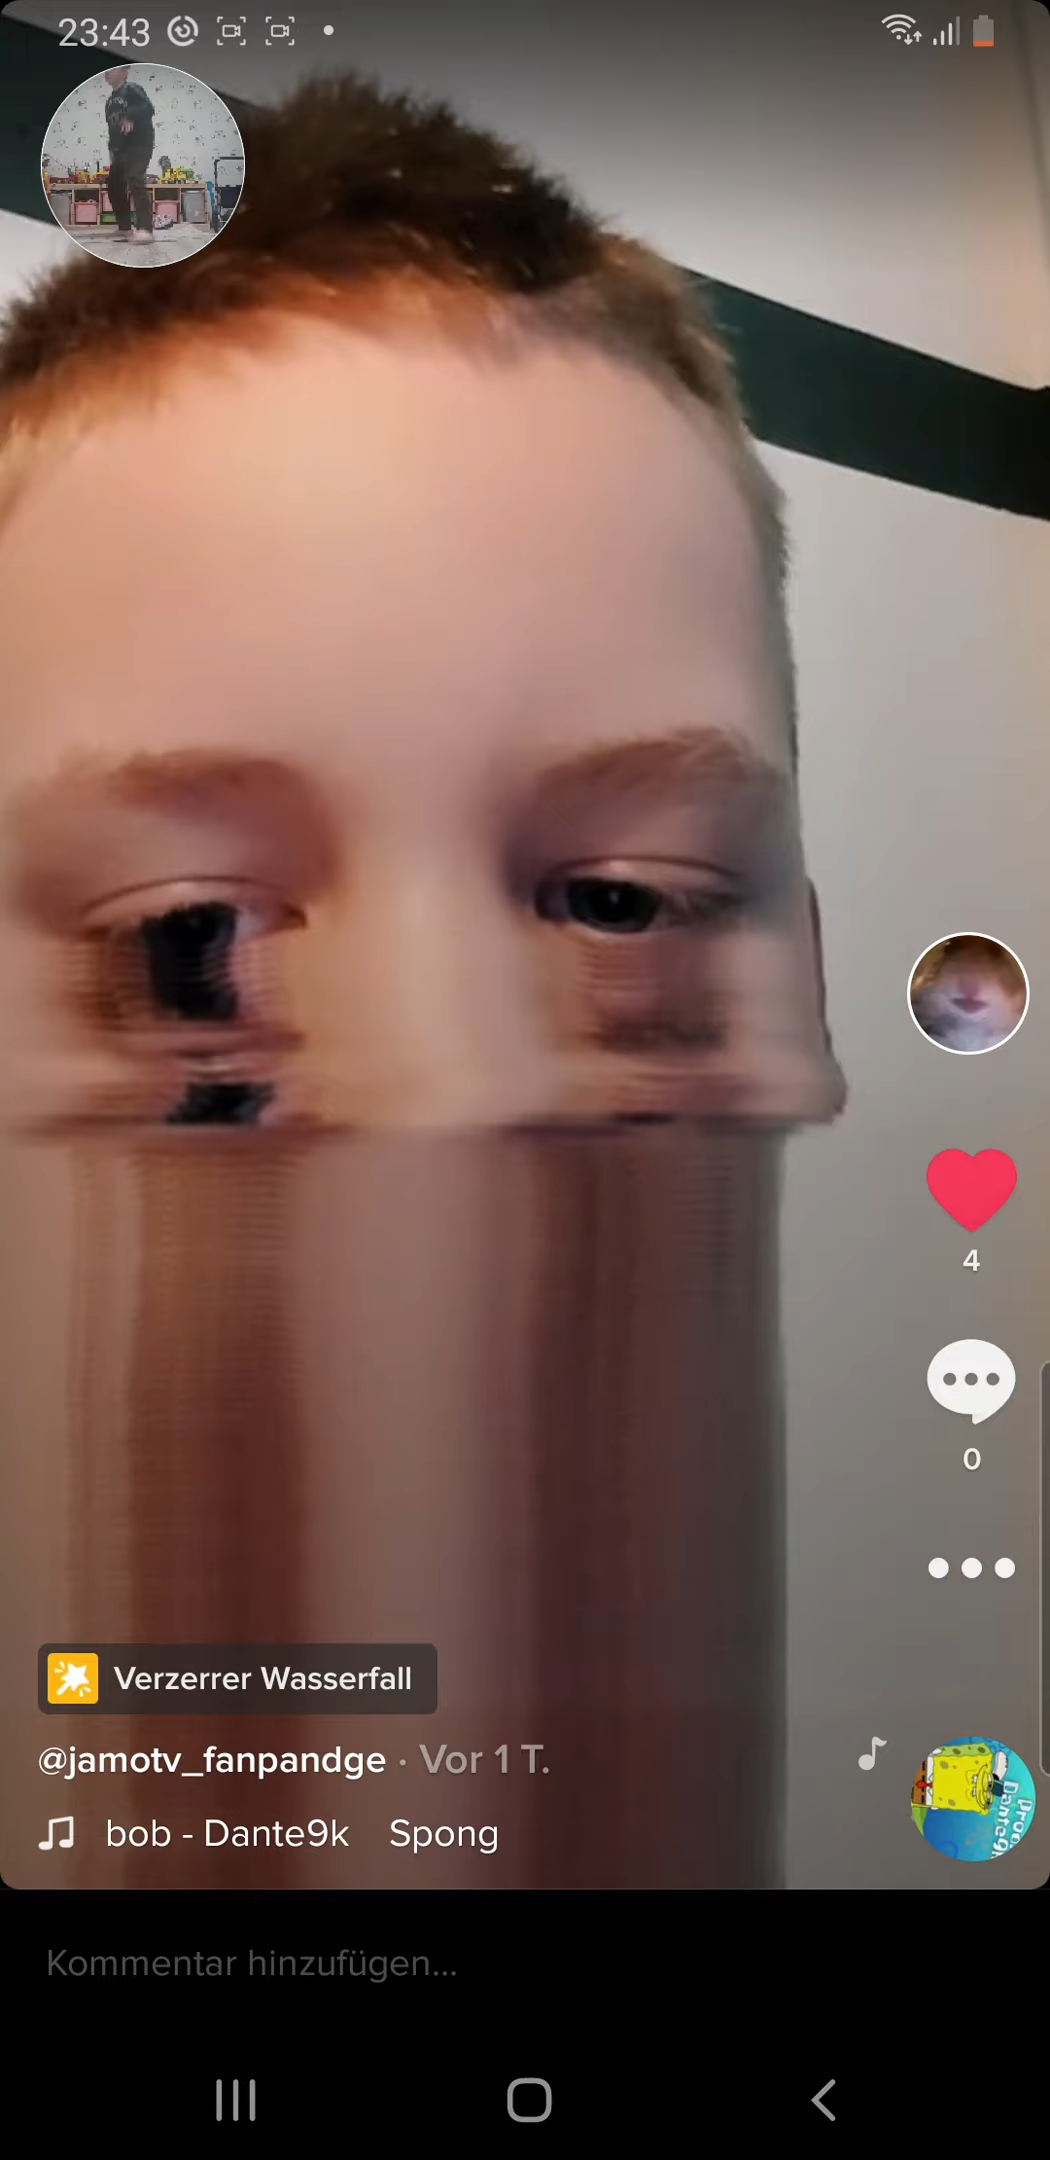 23:43
4
0
Verzerrer Wasserfall
@jamotv_fanpandge · Vor 1 T.
bob - Dante9k Spong
Kommentar hinzufügen...